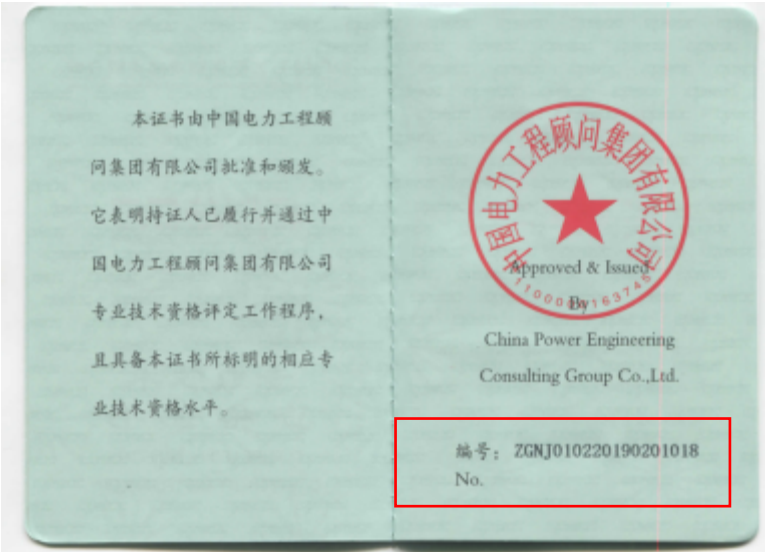 本证书由中国电力工程顾
问集团有限公司批准和颁发。
它表明持证人已履行并通过中
国电力工程顾问集团有限公司
专业技术资格评定工作程序，
且具备本证书所标明的相应专
业技术资格水平。
中国电力工程顾问集团有限公司
Approved & Issued
By
China Power Engineering
Consulting Group Co.,Ltd.
编号： ZGNJ010220190201018
No.